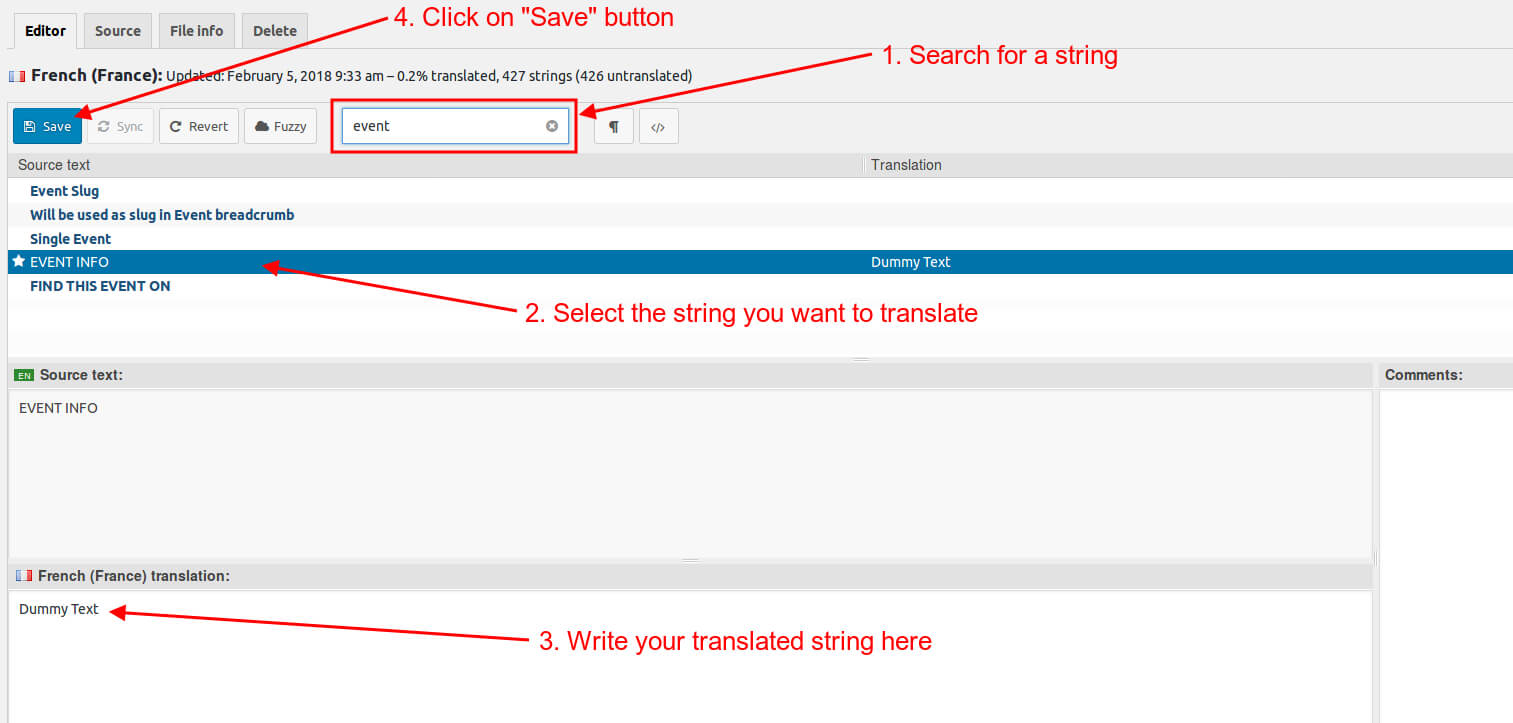 Editor Source File info Delete
4. Click on "Save" button
1. Search for a string
French (France): Updated: February 5, 2018 9:33 am – 0.2% translated, 427 strings (426 untranslated)
Save Sync Revert Fuzzy event ¶ </>
Source text Translation
Event Slug
Will be used as slug in Event breadcrumb
Single Event
EVENT INFO Dummy Text
FIND THIS EVENT ON
2. Select the string you want to translate
EN Source text: Comments:
EVENT INFO
French (France) translation:
Dummy Text
3. Write your translated string here